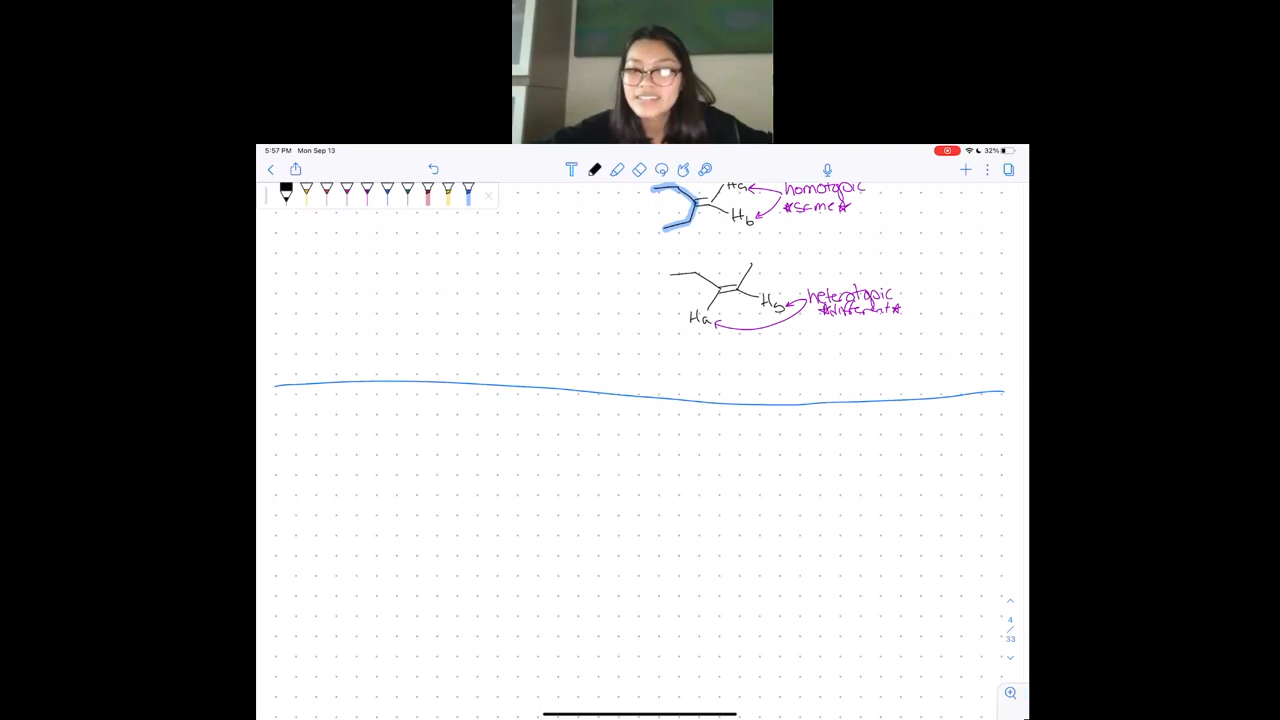 5:57 PM Mon Sep 13
32%
T
Ha
homotopic
*same*
Hb
Hb
heterotopic
*different*
Ha
4
/
33